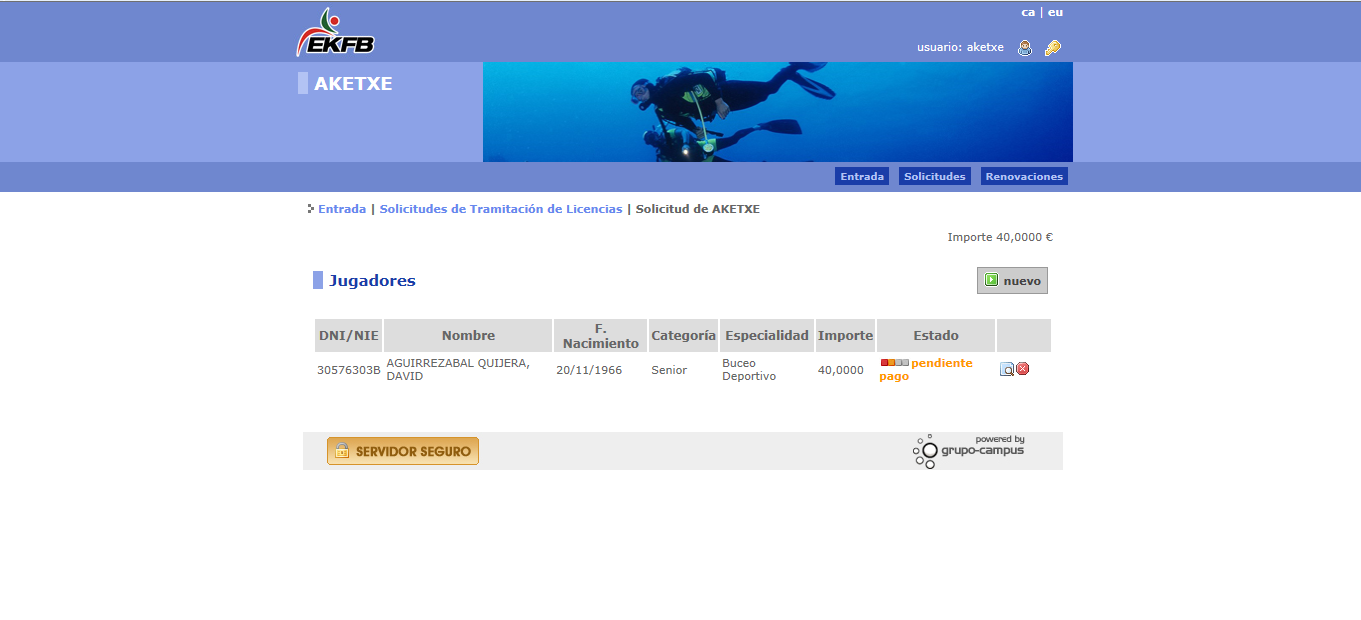 ca | eu
EKFB
usuario: aketxe
AKETXE
Entrada Solicitudes Renovaciones
Entrada | Solicitudes de Tramitación de Licencias | Solicitud de AKETXE
Importe 40,0000 €
Jugadores
nuevo
DNI/NIE Nombre F. Nacimiento Categoría Especialidad Importe Estado
30576303B AGUIRREZABAL QUIJERA, DAVID 20/11/1966 Senior Buceo Deportivo 40,0000 pendiente pago
SERVIDOR SEGURO
powered by
grupo-campus